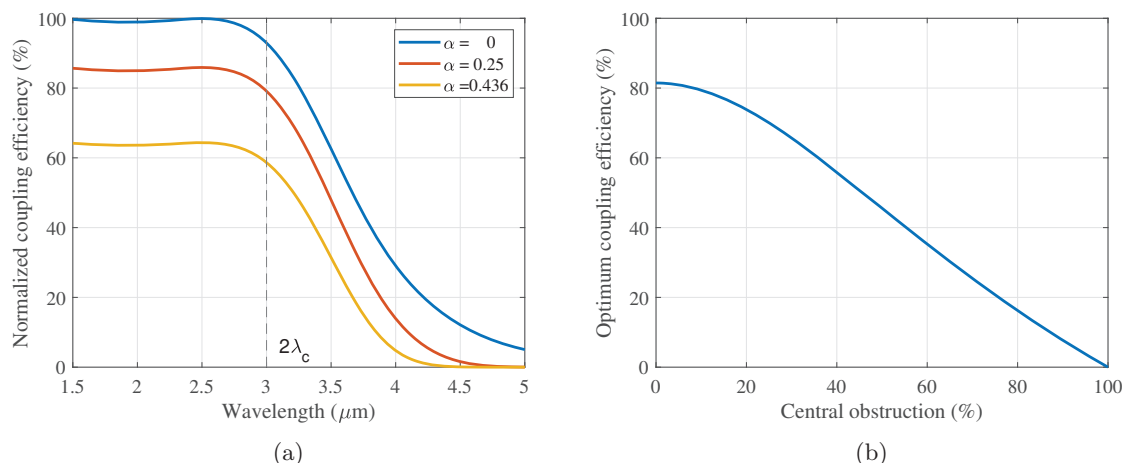 Normalized coupling efficiency (%)
100
80
60
40
20
0
α = 0
α = 0.25
α =0.436
2λc
1.5 2 2.5 3 3.5 4 4.5 5
Wavelength (μm)
(a)
Optimum coupling efficiency (%)
100
80
60
40
20
0
0 20 40 60 80 100
Central obstruction (%)
(b)